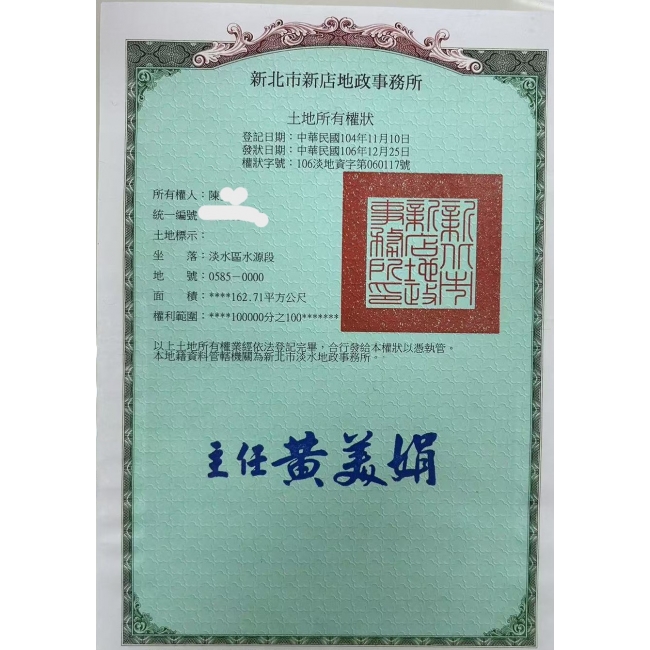 新北市新店地政事務所
土地所有權狀
登記日期：中華民國104年11月10日
發狀日期：中華民國106年12月25日
權狀字號：106淡地資字第060117號
所有權人：陳
統一編號
土地標示：
坐　落：淡水區水源段
地　號：0585－0000
面　積：****162.71平方公尺
權利範圍：****100000分之100*******
新北市
新店地政
事務所印
以上土地所有權業經依法登記完畢，合行發給本權狀以憑執管。
本地籍資料管轄機關為新北市淡水地政事務所。
主任黃美娟